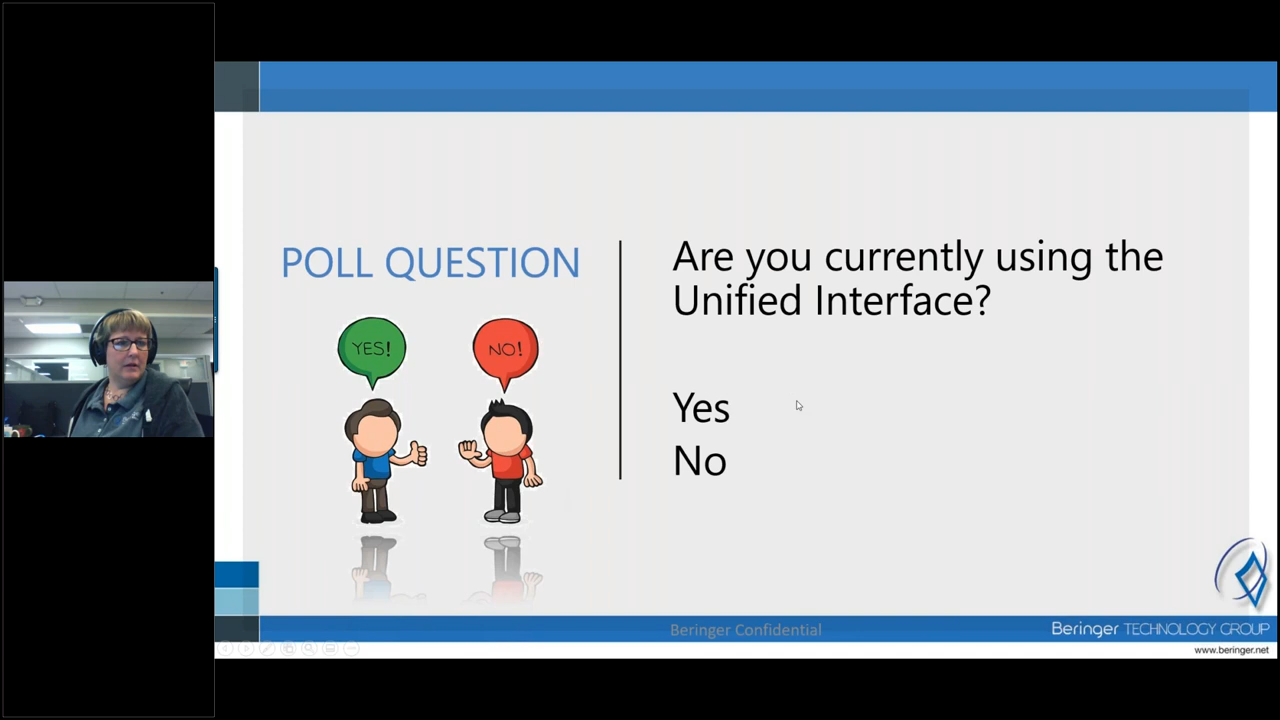 POLL QUESTION
YES!
NO!
Are you currently using the
Unified Interface?
Yes
No
Beringer Confidential
Beringer TECHNOLOGY GROUP
www.beringer.net